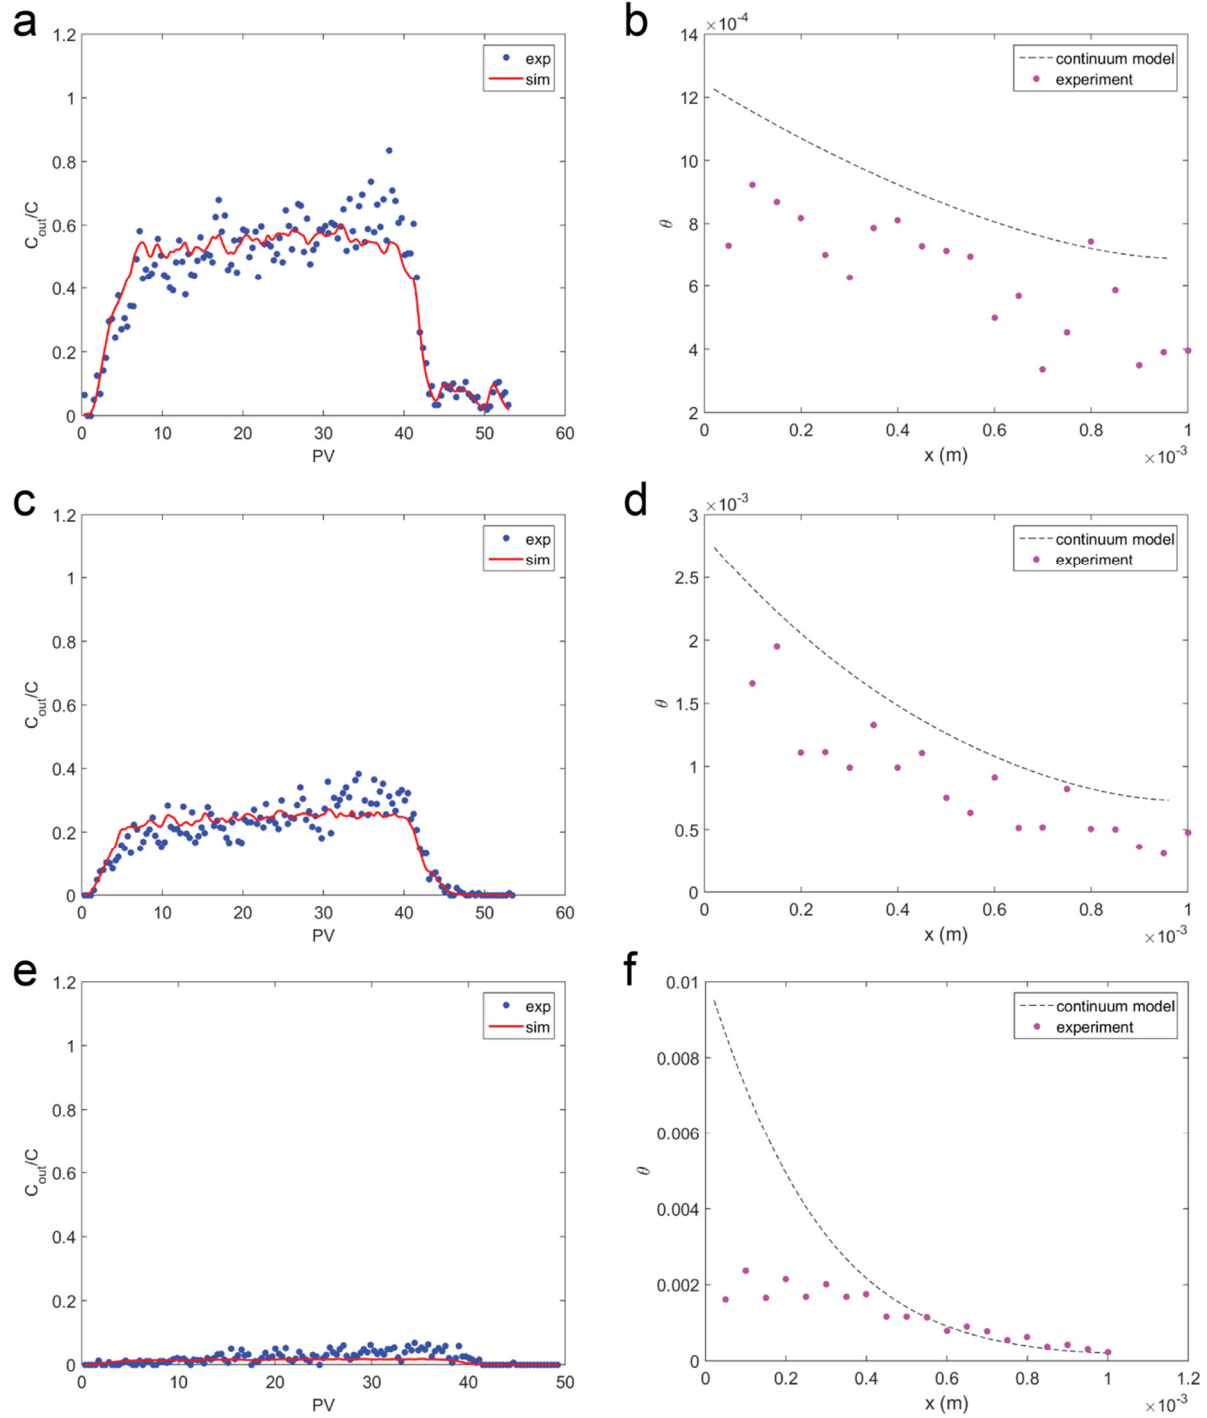 a
1.2
1
0.8
0.6
0.4
0.2
0
0 10 20 30 40 50 60
C_out/C
PV
exp
sim
b
×10^-4
14
12
10
8
6
4
2
0 0.2 0.4 0.6 0.8 1
θ
x (m)
×10^-3
continuum model
experiment
c
1.2
1
0.8
0.6
0.4
0.2
0
0 10 20 30 40 50 60
C_out/C
PV
exp
sim
d
×10^-3
3
2.5
2
1.5
1
0.5
0
0 0.2 0.4 0.6 0.8 1
θ
x (m)
×10^-3
continuum model
experiment
e
1.2
1
0.8
0.6
0.4
0.2
0
0 10 20 30 40 50
C_out/C
PV
exp
sim
f
0.01
0.008
0.006
0.004
0.002
0
0 0.2 0.4 0.6 0.8 1 1.2
θ
x (m)
×10^-3
continuum model
experiment